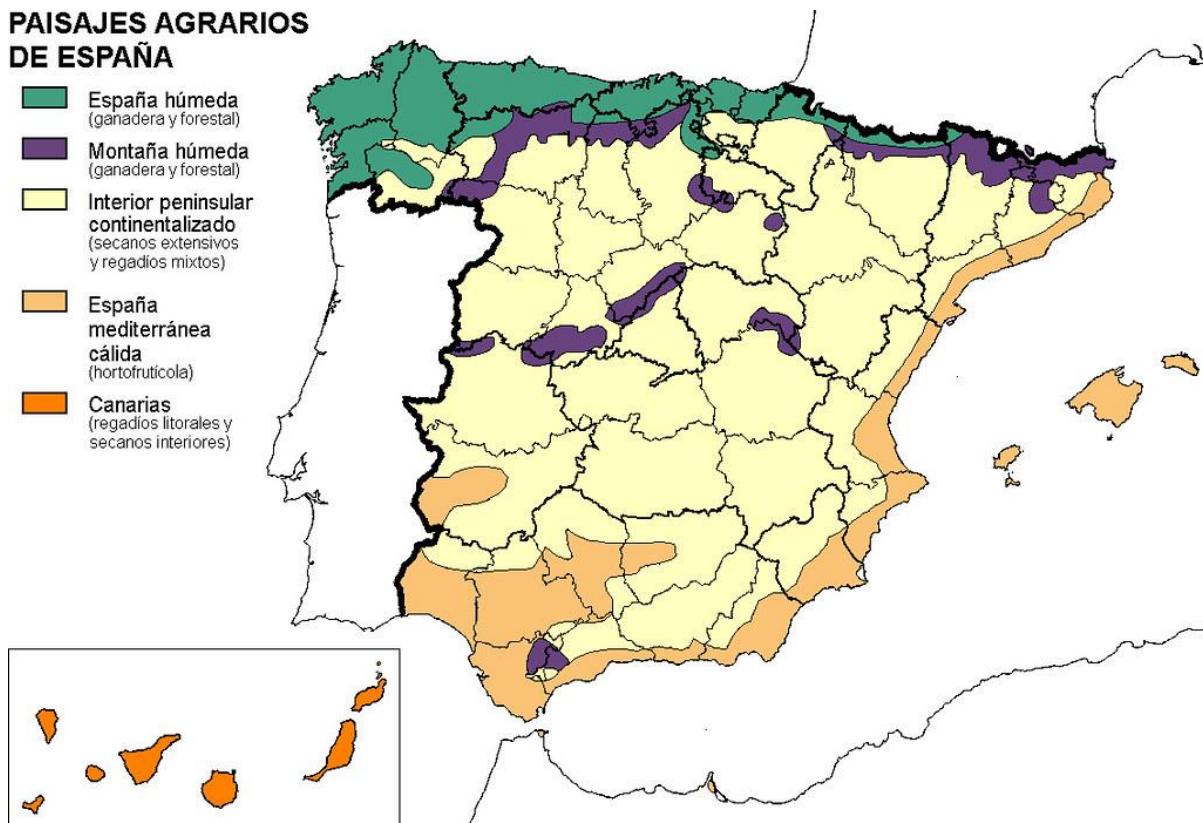 PAISAJES AGRARIOS
DE ESPAÑA
España húmeda
(ganadera y forestal)
Montaña húmeda
(ganadera y forestal)
Interior peninsular
continentalizado
(secanos extensivos
y regadíos mixtos)
España
mediterránea
cálida
(hortofrutícola)
Canarias
(regadíos litorales y
secanos interiores)